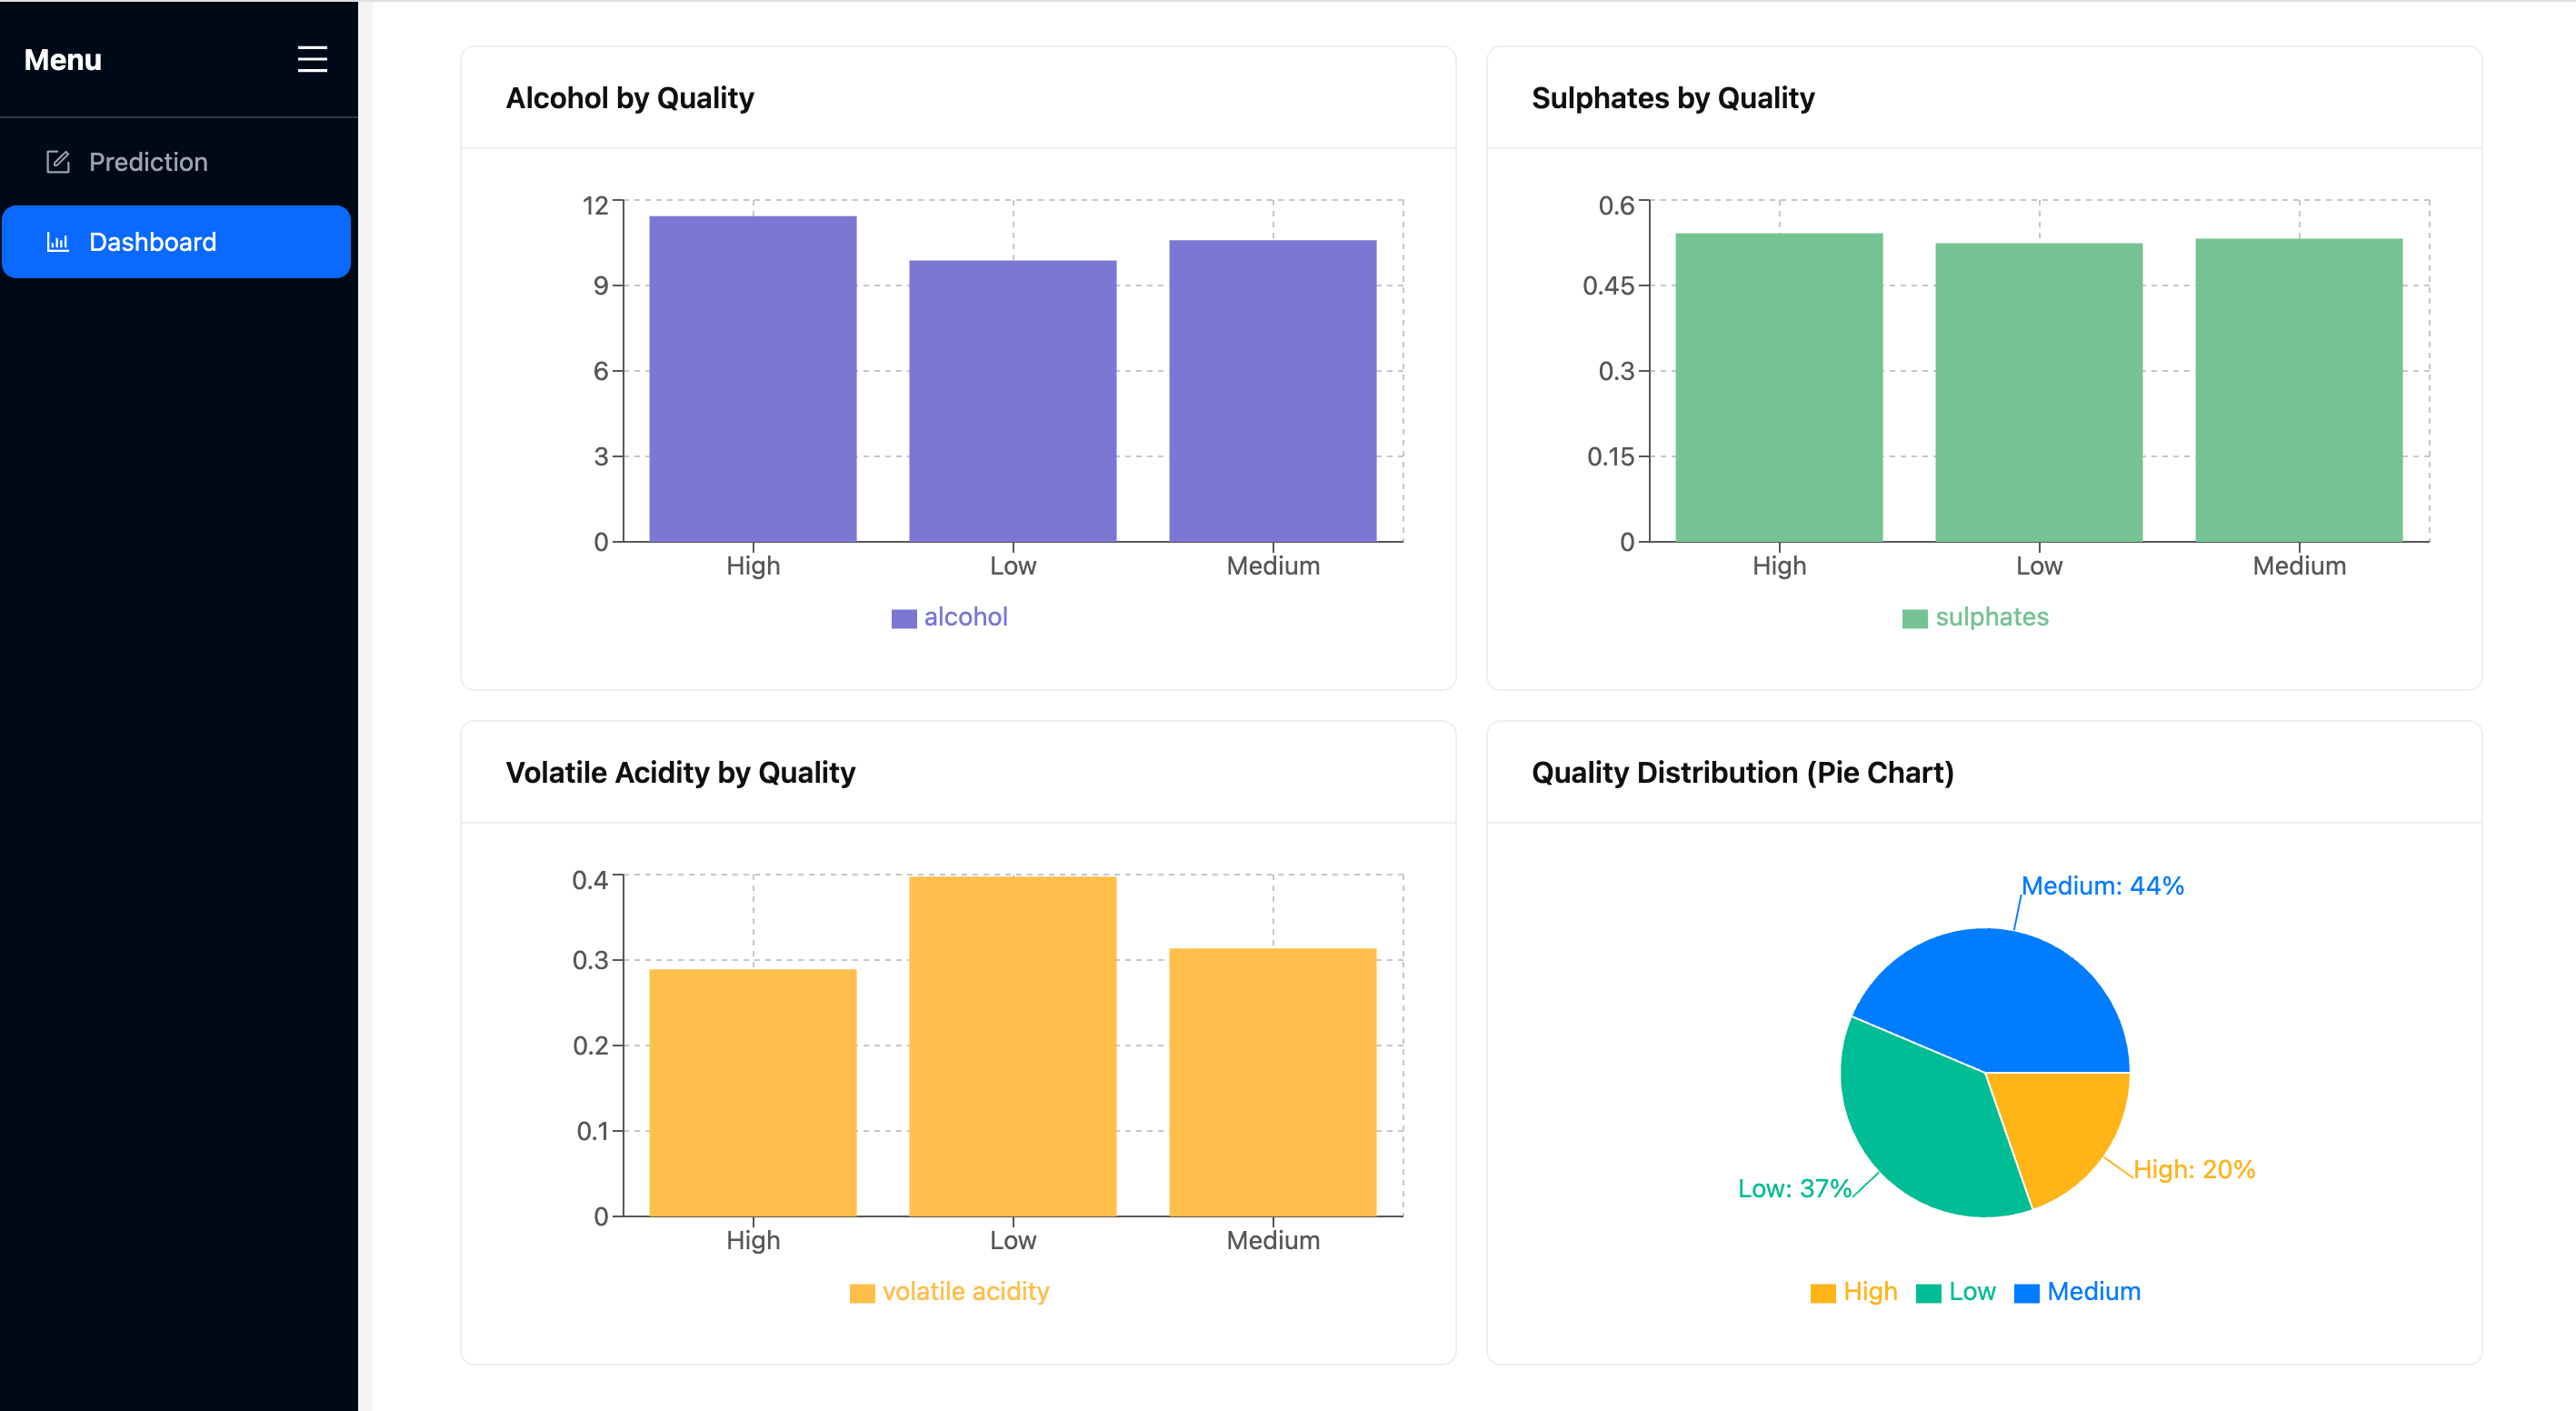 Menu
Prediction
Dashboard
Alcohol by Quality
12
9
6
3
0
High Low Medium
alcohol
Sulphates by Quality
0.6
0.45
0.3
0.15
0
High Low Medium
sulphates
Volatile Acidity by Quality
0.4
0.3
0.2
0.1
0
High Low Medium
volatile acidity
Quality Distribution (Pie Chart)
Medium: 44%
High: 20%
Low: 37%
High Low Medium